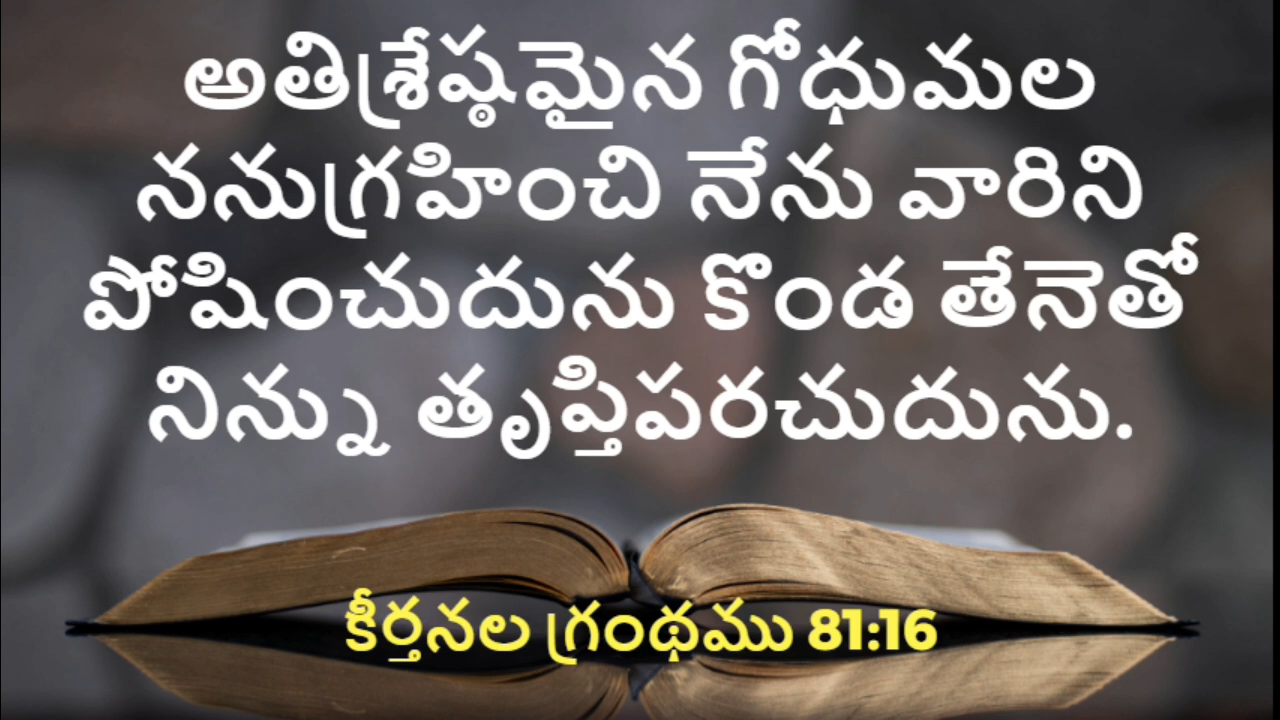 అతిశ్రేష్ఠమైన గోధుమల
ననుగ్రహించి నేను వారిని
పోషించుదును కొండ తేనెతో
నిన్ను తృప్తిపరచుదును.
కీర్తనల గ్రంథము 81:16